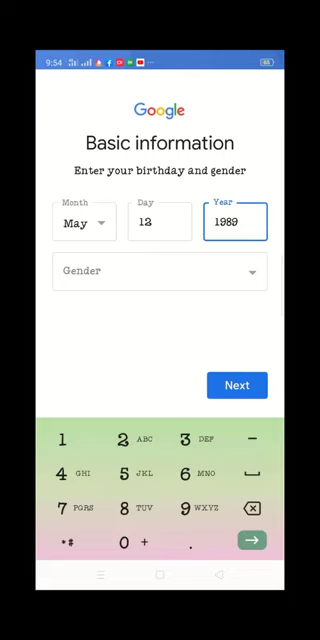 9:54
Google
Basic information
Enter your birthday and gender
Month Day Year
May 12 1989
Gender
Next
1 2 ABC 3 DEF -
4 GHI 5 JKL 6 MNO
7 PQRS 8 TUV 9 WXYZ
*# 0 + .